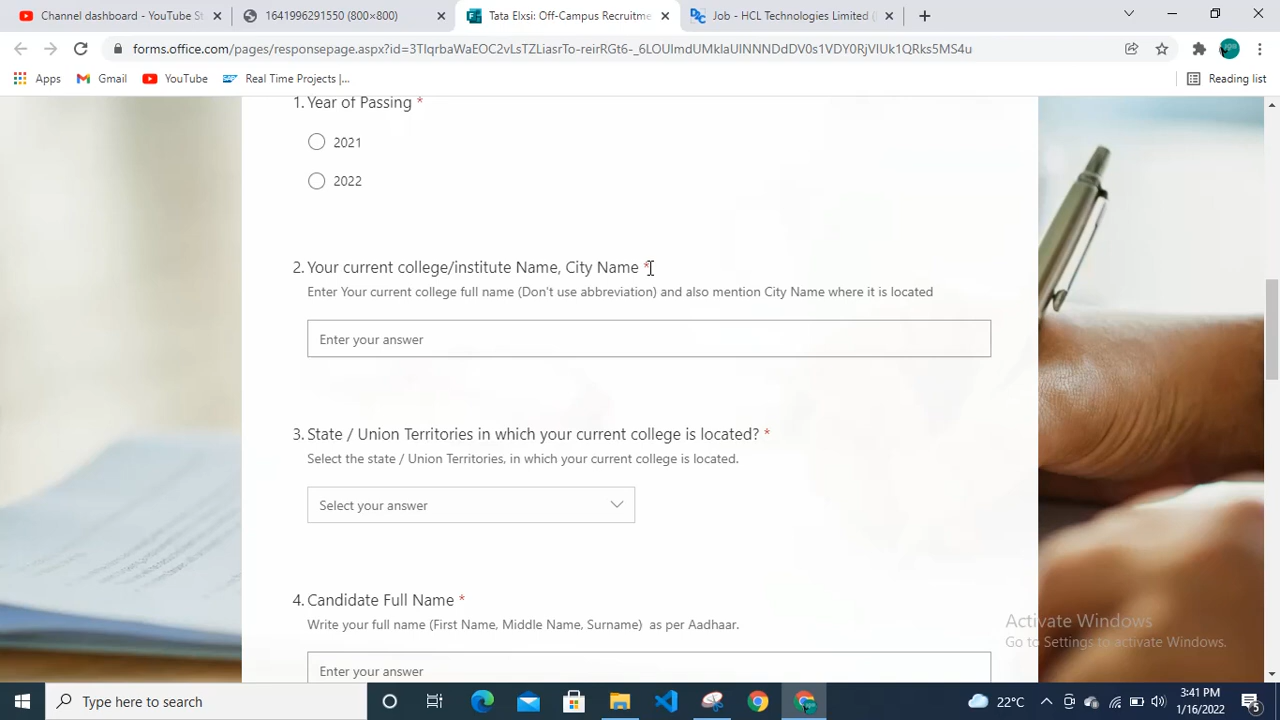 Channel dashboard - YouTube St
1641996291550 (800×800)
Tata Elxsi: Off-Campus Recruitme
Job - HCL Technologies Limited (
forms.office.com/pages/responsepage.aspx?id=3TIqrbaWaEOC2vLsTZLiasrTo-reirRGt6-_6LOUImdUMklaUINNNDdDV0s1VDY0RjVIUk1QRks5MS4u
Apps
Gmail
YouTube
Real Time Projects |...
Reading list
1. Year of Passing *
2021
2022
2. Your current college/institute Name, City Name *
Enter Your current college full name (Don't use abbreviation) and also mention City Name where it is located
Enter your answer
3. State / Union Territories in which your current college is located? *
Select the state / Union Territories, in which your current college is located.
Select your answer
4. Candidate Full Name *
Write your full name (First Name, Middle Name, Surname) as per Aadhaar.
Enter your answer
Activate Windows
Go to Settings to activate Windows.
Type here to search
22°C
3:41 PM
1/16/2022
5